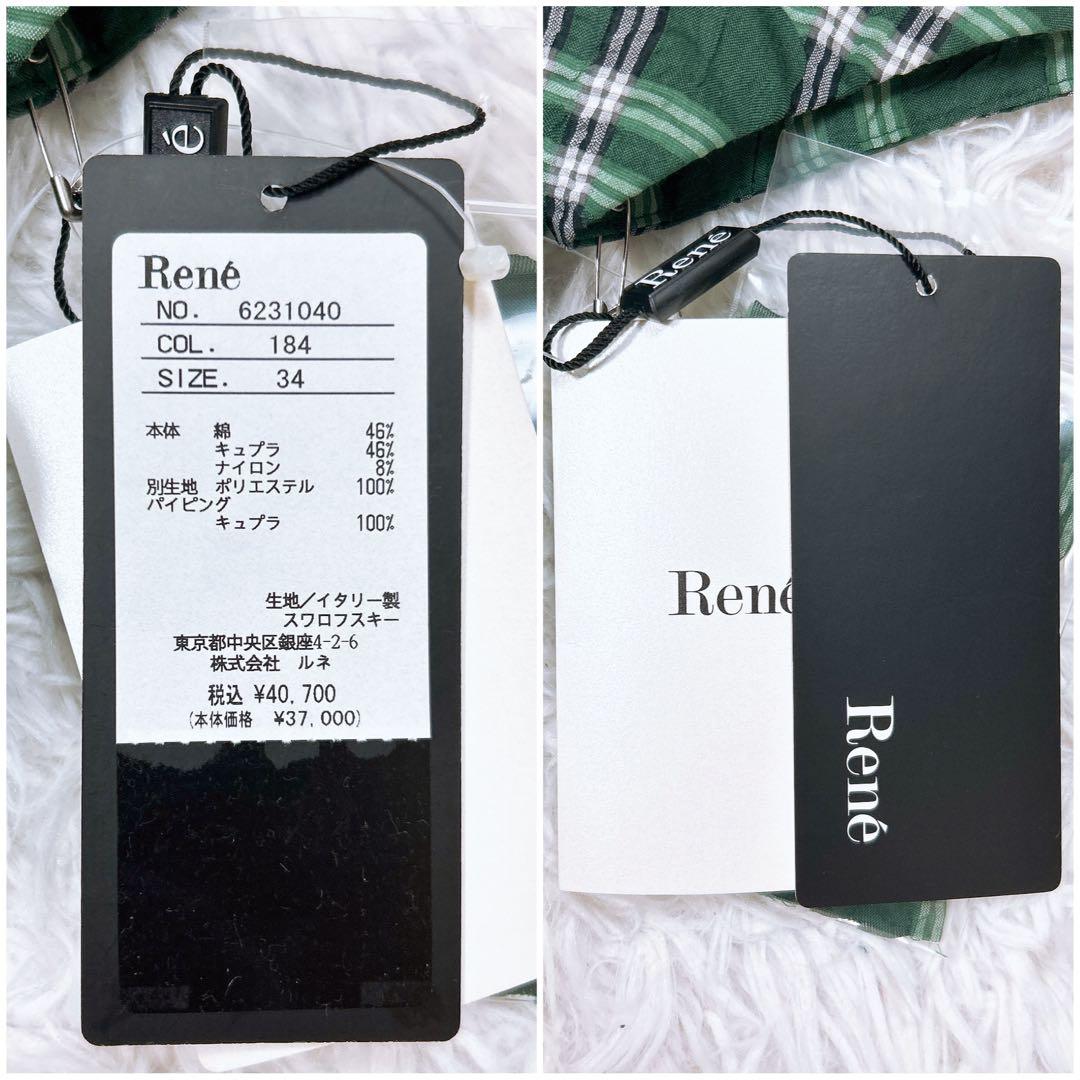 é
René
NO. 6231040
COL. 184
SIZE. 34
本体 綿 46%
キュプラ 46%
ナイロン 8%
別生地 ポリエステル 100%
パイピング
キュプラ 100%
生地／イタリー製
スワロフスキー
東京都中央区銀座4-2-6
株式会社 ルネ
税込 ¥40,700
(本体価格 ¥37,000)
René
René
René